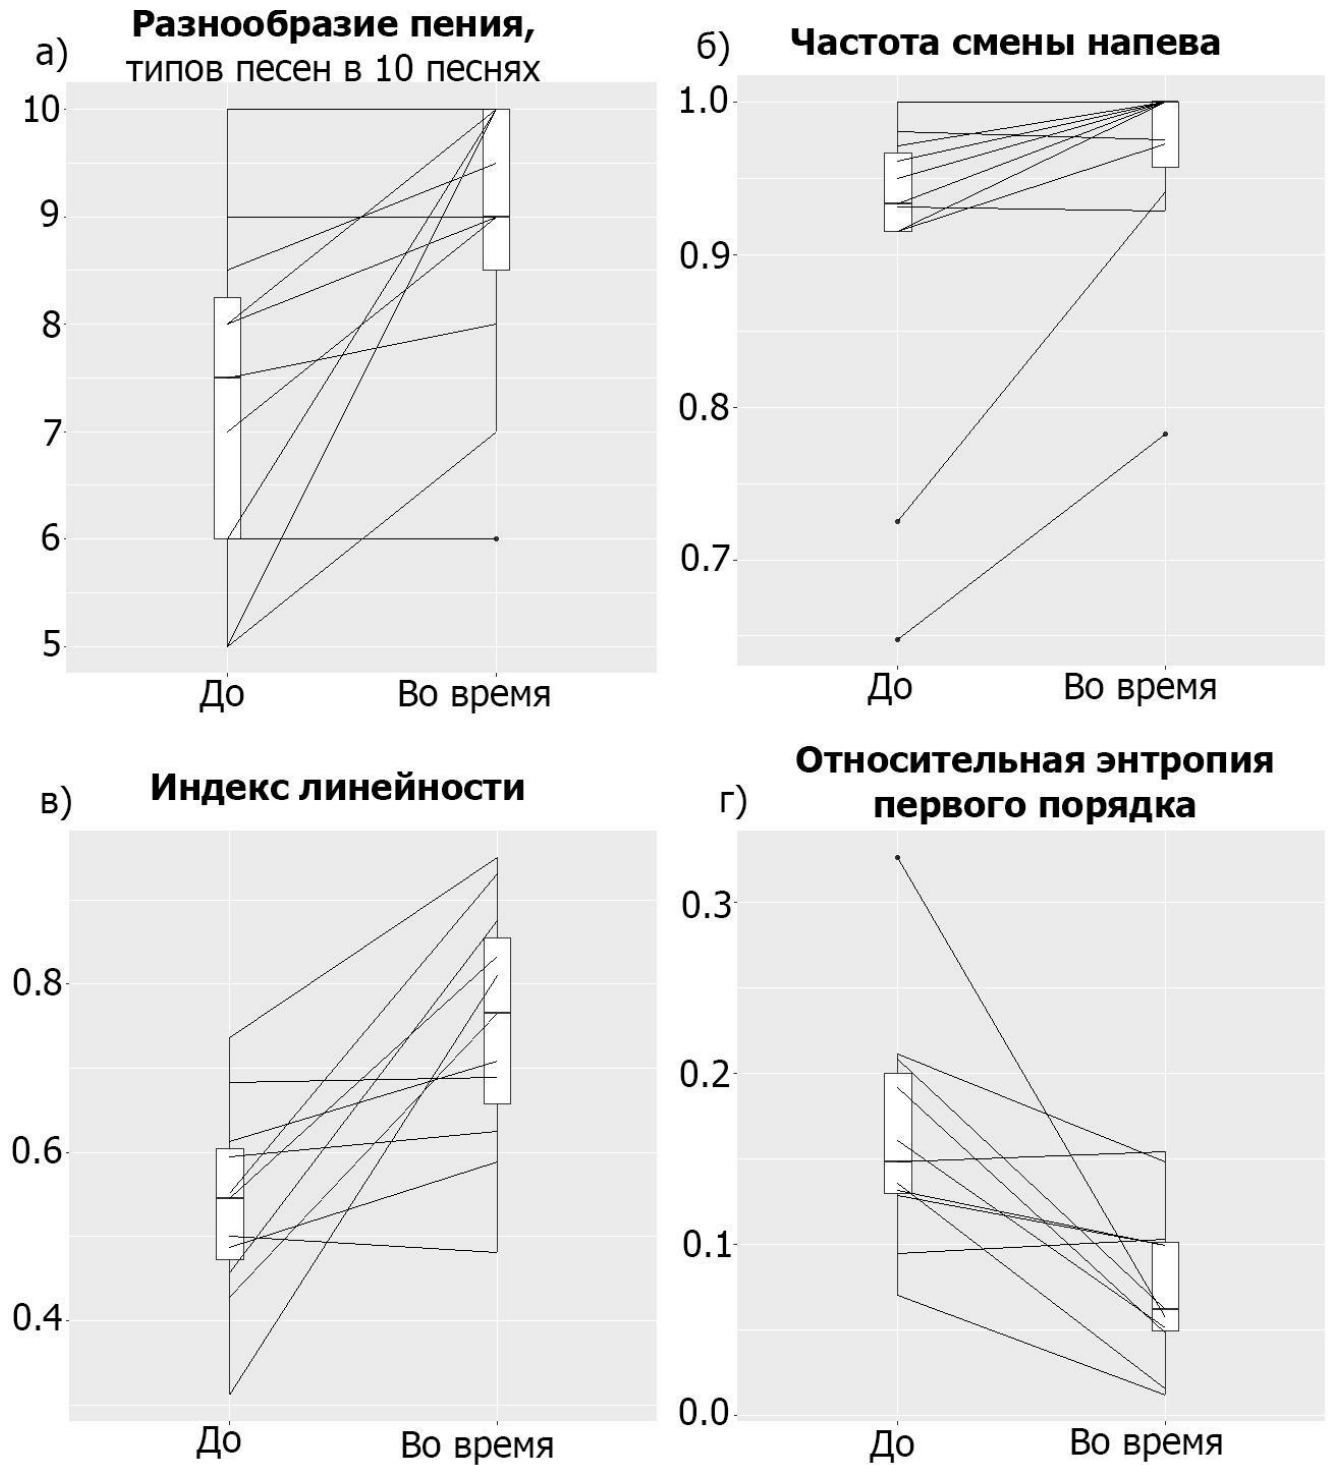 а)
Разнообразие пения,
типов песен в 10 песнях
10
9
8
7
6
5
До
Во время
б)
Частота смены напева
1.0
0.9
0.8
0.7
До
Во время
в)
Индекс линейности
0.8
0.6
0.4
До
Во время
г)
Относительная энтропия
первого порядка
0.3
0.2
0.1
0.0
До
Во время